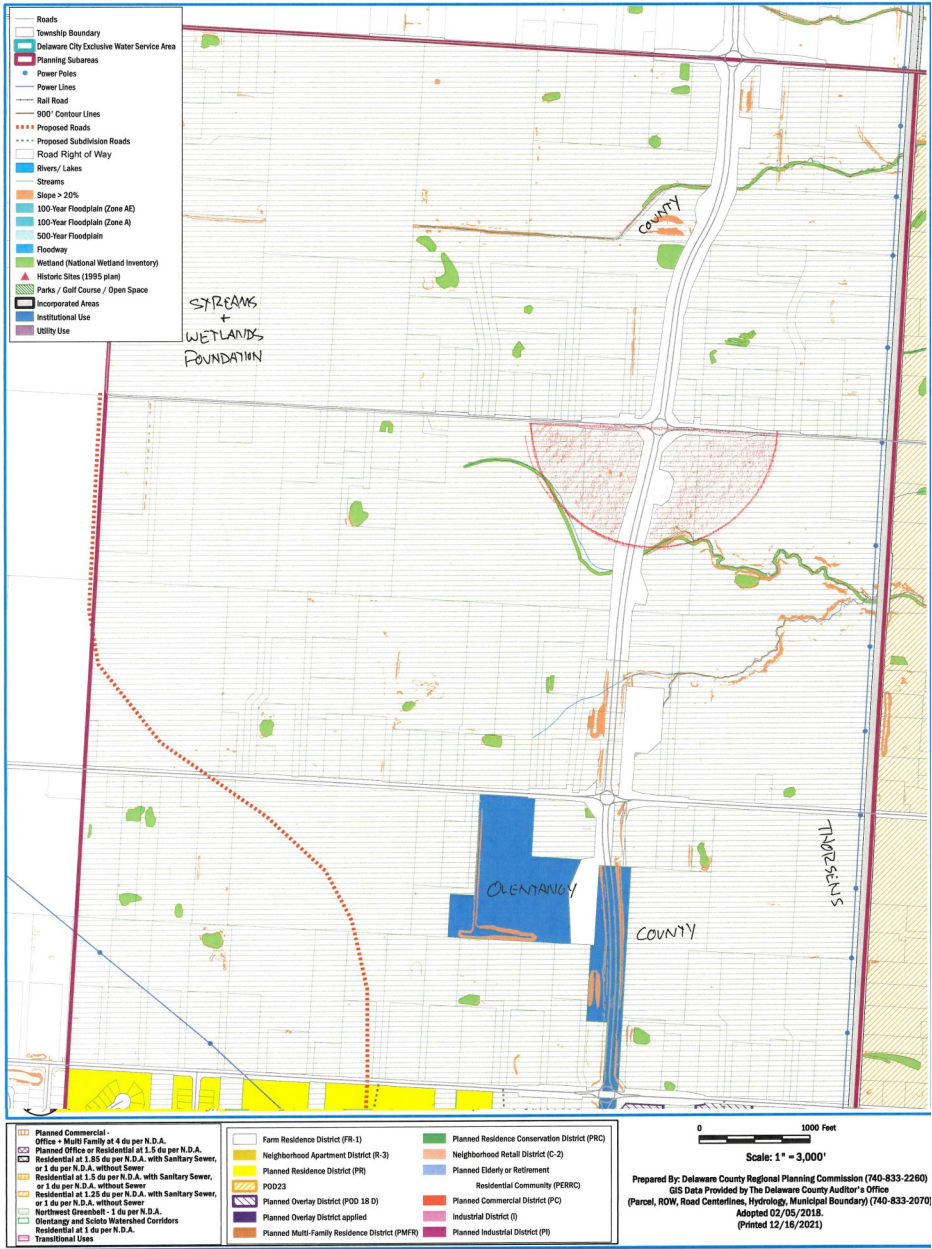 Roads
Township Boundary
Delaware City Exclusive Water Service Area
Planning Subareas
Power Poles
Power Lines
Rail Road
900' Contour Lines
Proposed Roads
Proposed Subdivision Roads
Road Right of Way
Rivers/ Lakes
Streams
Slope > 20%
100-Year Floodplain (Zone AE)
100-Year Floodplain (Zone A)
500-Year Floodplain
Floodway
Wetland (National Wetland Inventory)
Historic Sites (1995 plan)
Parks / Golf Course / Open Space
Incorporated Areas
Institutional Use
Utility Use
COUNTY
STREAMS
+
WETLANDS
FOUNDATION
OLENTANGY
COUNTY
THORSENS
Planned Commercial -
Office + Multi Family at 4 du per N.D.A.
Planned Office or Residential at 1.5 du per N.D.A.
Residential at 1.85 du per N.D.A. with Sanitary Sewer,
or 1 du per N.D.A. without Sewer
Residential at 1.5 du per N.D.A. with Sanitary Sewer,
or 1 du per N.D.A. without Sewer
Residential at 1.25 du per N.D.A. with Sanitary Sewer,
or 1 du per N.D.A. without Sewer
Northwest Greenbelt - 1 du per N.D.A.
Olentangy and Scioto Watershed Corridors
Residential at 1 du per N.D.A.
Transitional Uses
Farm Residence District (FR-1)
Neighborhood Apartment District (R-3)
Planned Residence District (PR)
POD23
Planned Overlay District (POD 18 D)
Planned Overlay District applied
Planned Multi-Family Residence District (PMFR)
Planned Residence Conservation District (PRC)
Neighborhood Retail District (C-2)
Planned Elderly or Retirement
Residential Community (PERRC)
Planned Commercial District (PC)
Industrial District (I)
Planned Industrial District (PI)
0 1000 Feet
Scale: 1" = 3,000'
Prepared By: Delaware County Regional Planning Commission (740-833-2260)
GIS Data Provided by The Delaware County Auditor's Office
(Parcel, ROW, Road Centerlines, Hydrology, Municipal Boundary) (740-833-2070)
Adopted 02/05/2018.
(Printed 12/16/2021)